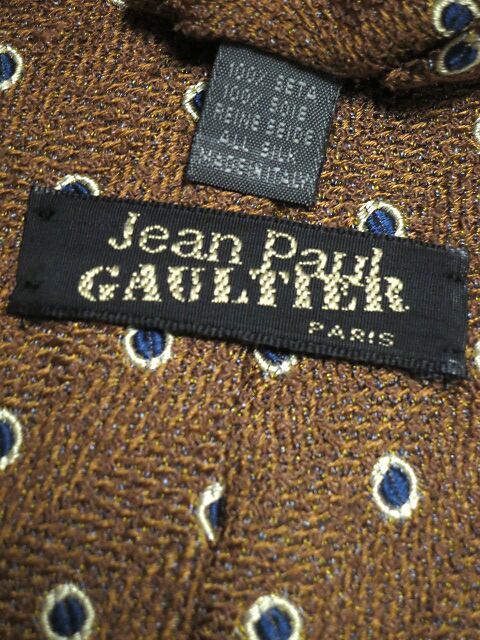 100% SETA
100% SOIE
REINE SEIDE
ALL SILK
MADE IN ITALY
Jean Paul
GAULTIER
PARIS